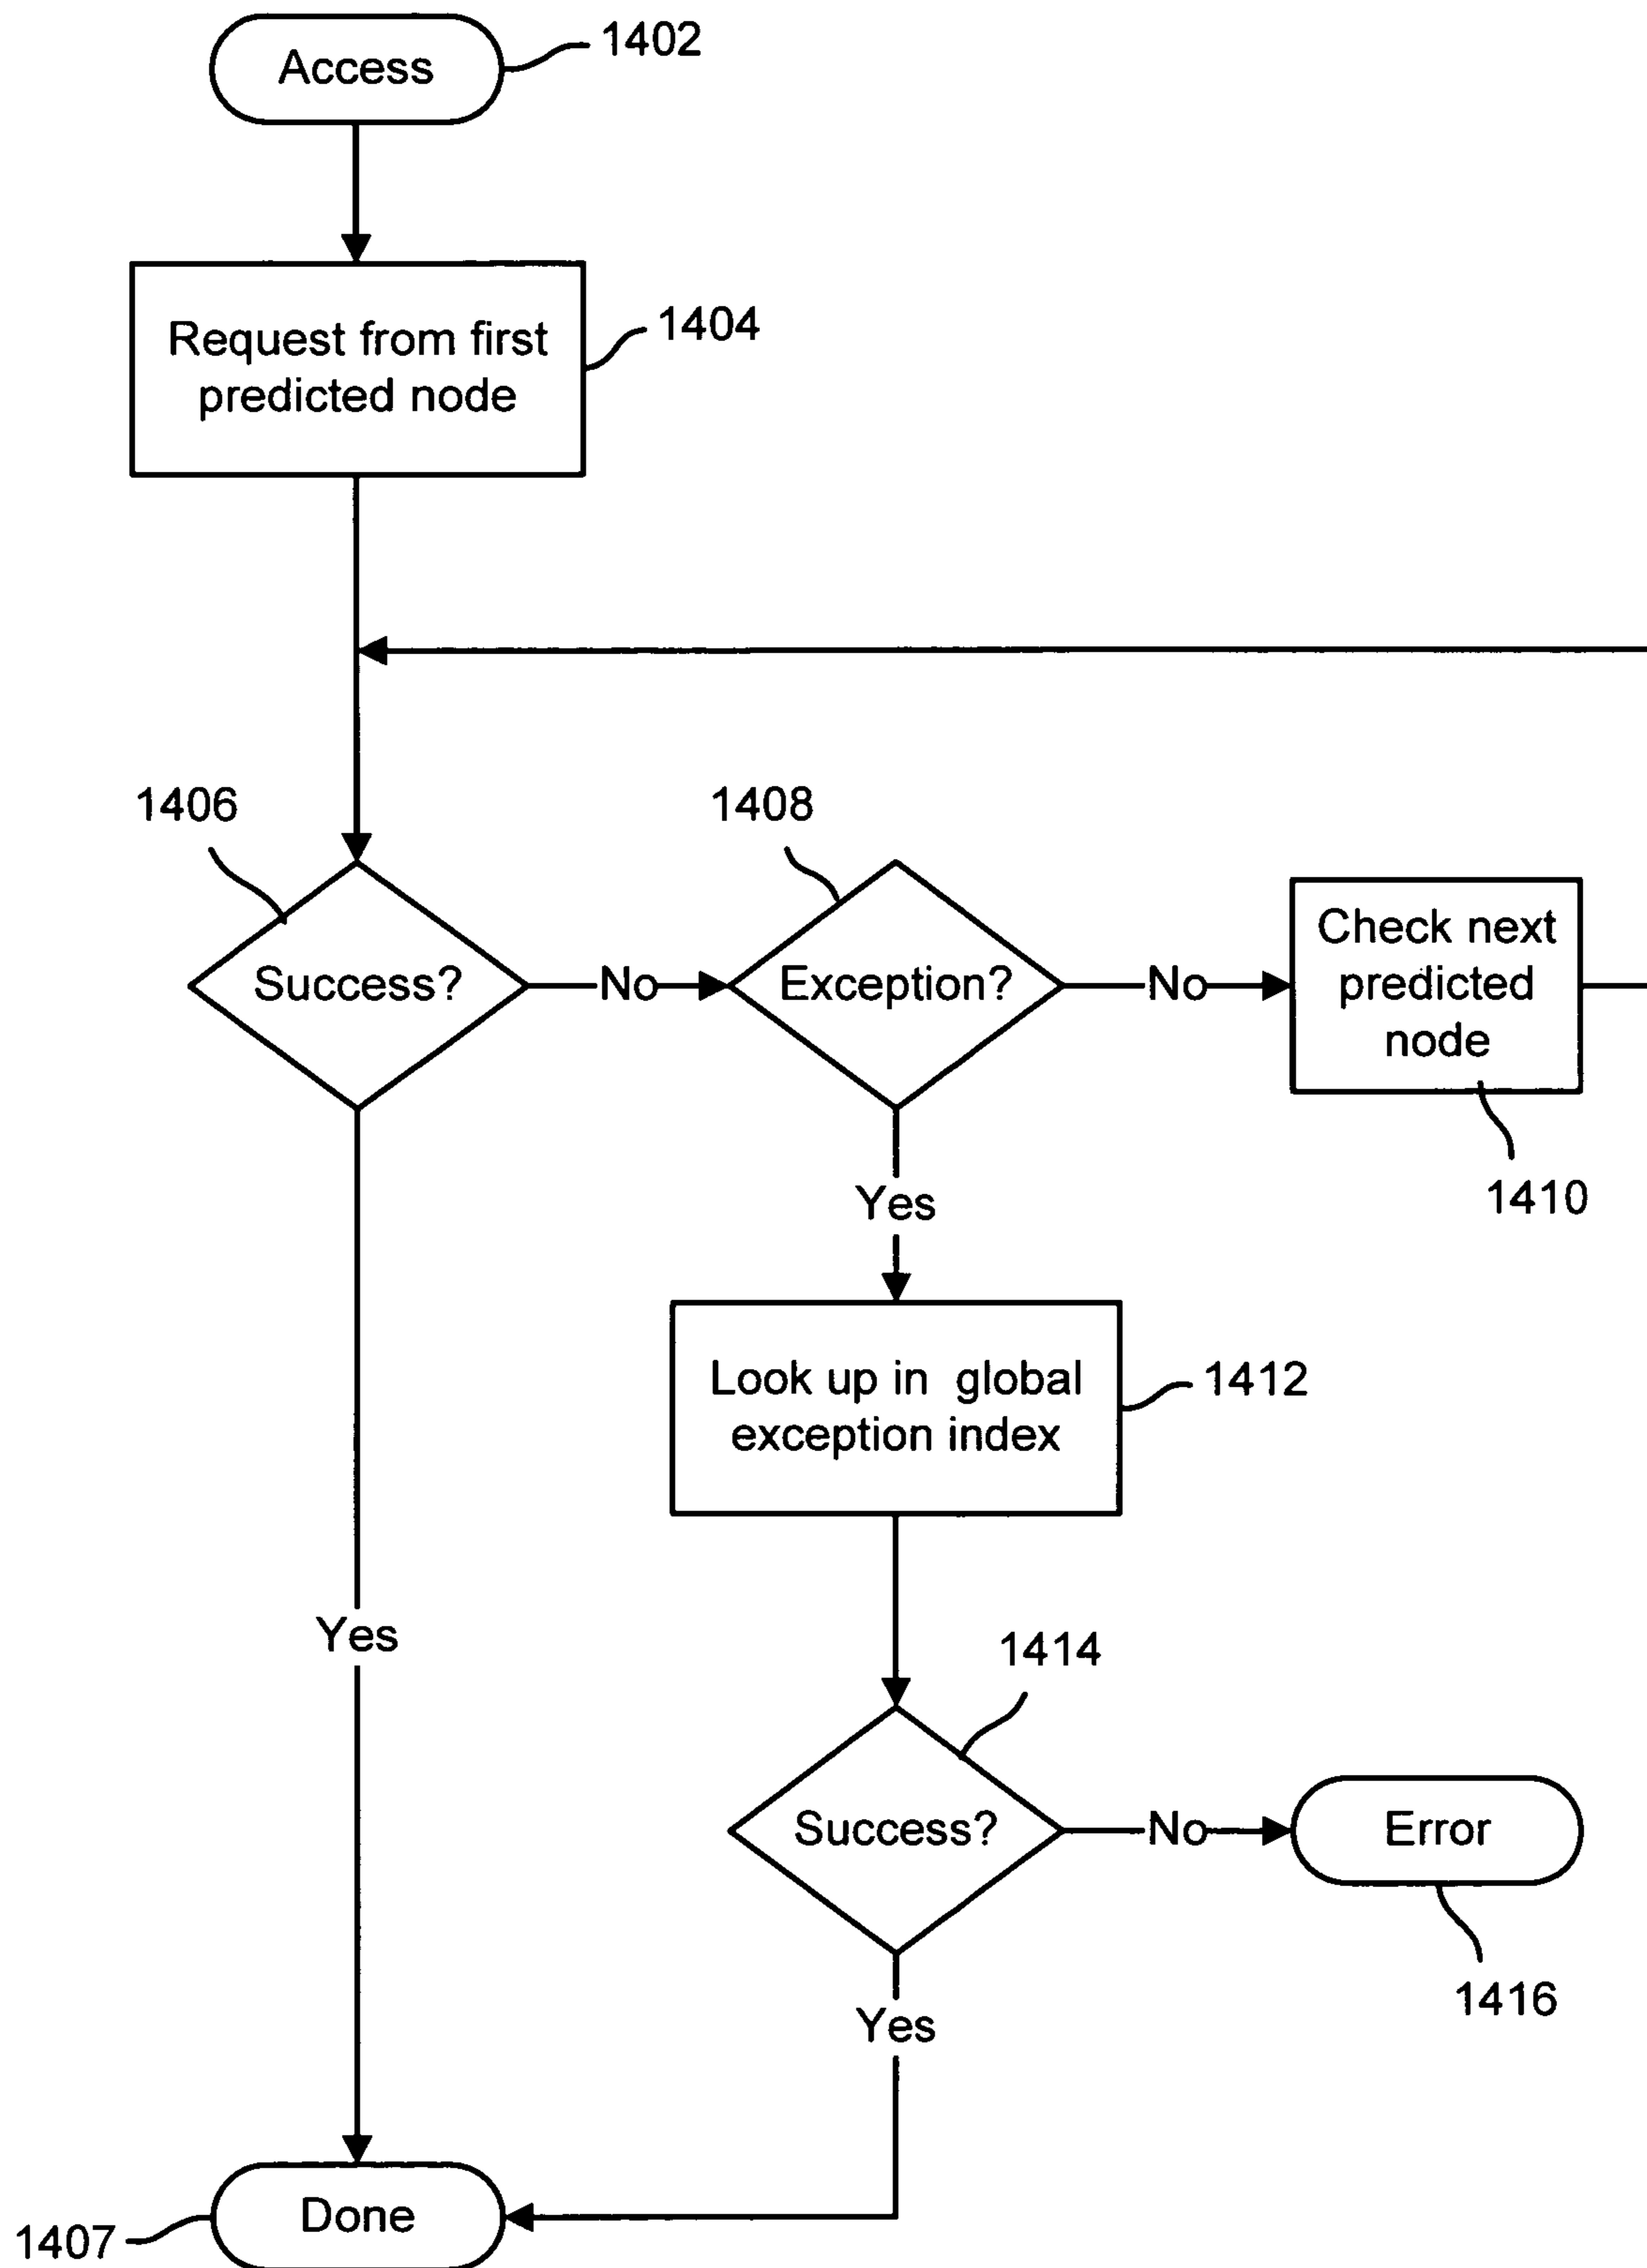 Access
1402
Request from first
predicted node
1404
1406
1408
Success?
No
Exception?
No
Check next
predicted
node
1410
Yes
Look up in global
exception index
1412
Yes
1414
Success?
No
Error
1416
Yes
Done
1407